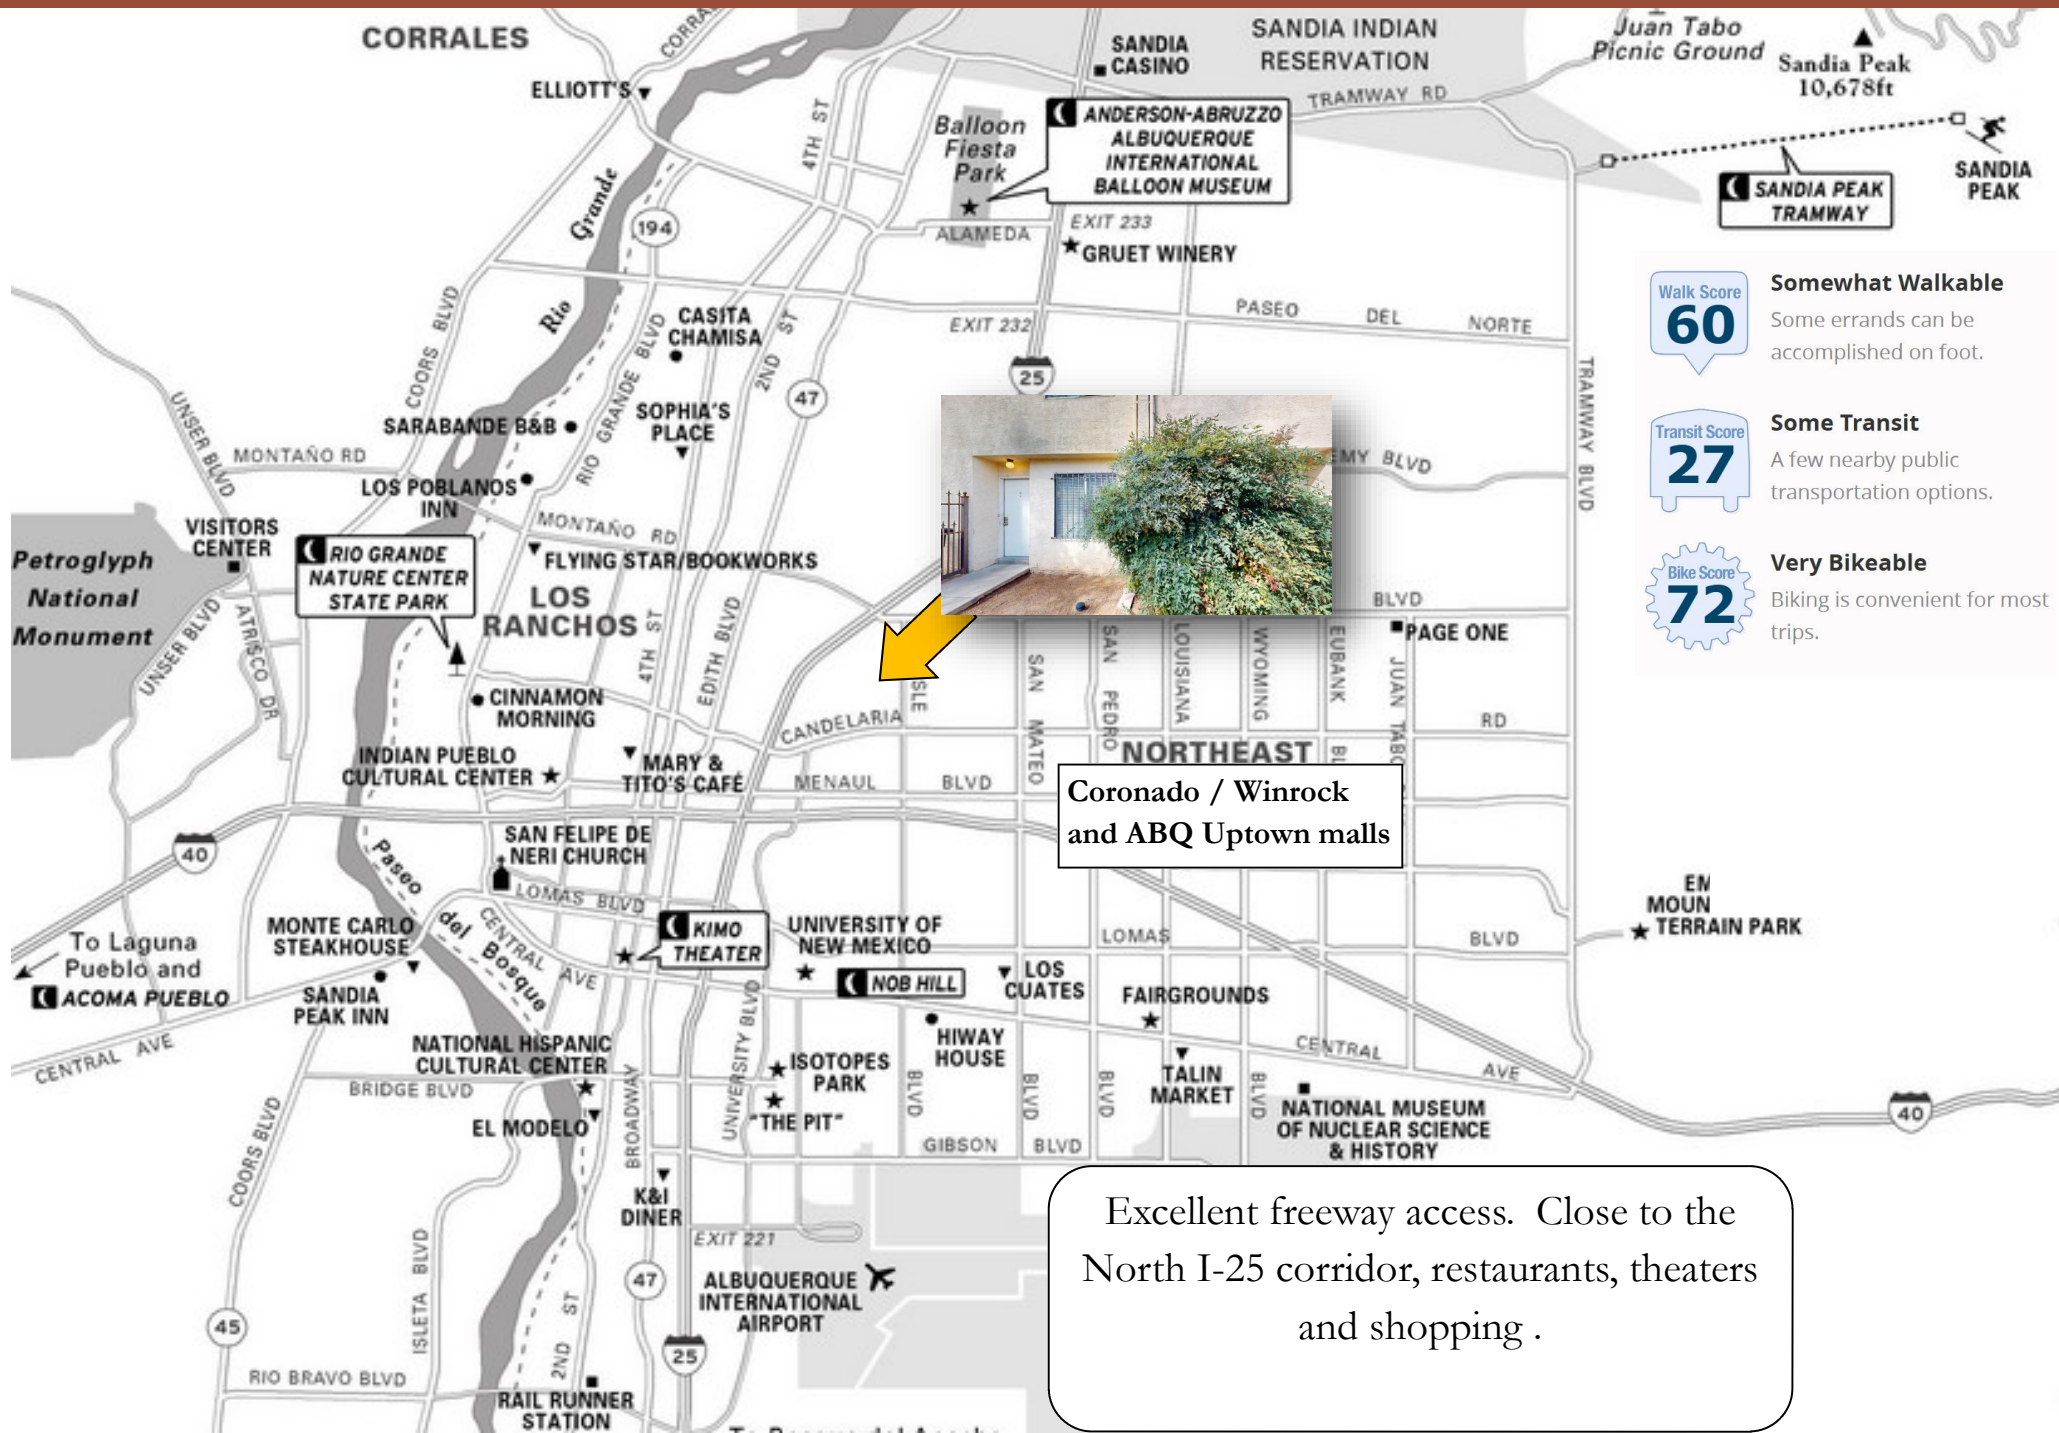 CORRALES
CORRA
ELLIOTT'S
SANDIA
CASINO
SANDIA INDIAN
RESERVATION
Juan Tabo
Picnic Ground
Sandia Peak
10,678ft
TRAMWAY RD
4TH ST
Balloon
Fiesta
Park
ANDERSON-ABRUZZO
ALBUQUERQUE
INTERNATIONAL
BALLOON MUSEUM
SANDIA PEAK
TRAMWAY
SANDIA
PEAK
Rio Grande
194
ALAMEDA
EXIT 233
GRUET WINERY
COORS BLVD
CASITA
CHAMISA
2ND ST
EXIT 232
PASEO DEL NORTE
25
47
Walk Score
60
Somewhat Walkable
Some errands can be
accomplished on foot.
Transit Score
27
Some Transit
A few nearby public
transportation options.
Bike Score
72
Very Bikeable
Biking is convenient for most
trips.
TRAMWAY BLVD
UNSER BLVD
MONTAÑO RD
SARABANDE B&B
RIO GRANDE BLVD
SOPHIA'S
PLACE
EMY BLVD
LOS POBLANOS
INN
VISITORS
CENTER
MONTAÑO RD
FLYING STAR/BOOKWORKS
Petroglyph
National
Monument
RIO GRANDE
NATURE CENTER
STATE PARK
LOS
RANCHOS
UNSER BLVD
ATRISCO DR
4TH ST
EDITH BLVD
BLVD
PAGE ONE
ISLE
SAN MATEO
SAN PEDRO
LOUISIANA
WYOMING
EUBANK BL
JUAN TABO
CINNAMON
MORNING
CANDELARIA
RD
NORTHEAST
INDIAN PUEBLO
CULTURAL CENTER
MARY &
TITO'S CAFÉ
MENAUL BLVD
Coronado / Winrock
and ABQ Uptown malls
40
SAN FELIPE DE
NERI CHURCH
Paseo del Bosque
LOMAS BLVD
CENTRAL AVE
MONTE CARLO
STEAKHOUSE
KIMO
THEATER
UNIVERSITY OF
NEW MEXICO
LOMAS BLVD
EM
MOUN
TERRAIN PARK
To Laguna
Pueblo and
ACOMA PUEBLO
SANDIA
PEAK INN
NOB HILL
LOS
CUATES
FAIRGROUNDS
CENTRAL AVE
NATIONAL HISPANIC
CULTURAL CENTER
UNIVERSITY BLVD
ISOTOPES
PARK
HIWAY
HOUSE
CENTRAL AVE
BRIDGE BLVD
EL MODELO
BROADWAY
"THE PIT"
BLVD
BLVD
BLVD
BLVD
TALIN
MARKET
NATIONAL MUSEUM
OF NUCLEAR SCIENCE
& HISTORY
40
GIBSON BLVD
COORS BLVD
K&I
DINER
EXIT 221
ISLETA BLVD
2ND ST
47
ALBUQUERQUE
INTERNATIONAL
AIRPORT
45
25
RIO BRAVO BLVD
RAIL RUNNER
STATION
Excellent freeway access.  Close to the
North I-25 corridor, restaurants, theaters
and shopping .